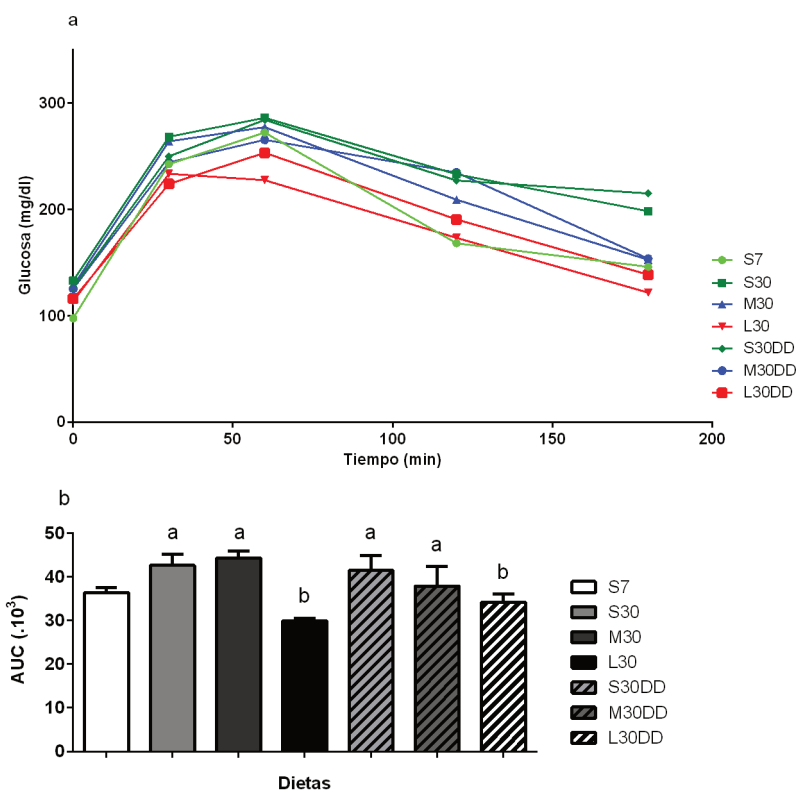 a
300
200
100
0
Glucosa (mg/dl)
0 50 100 150 200
Tiempo (min)
S7
S30
M30
L30
S30DD
M30DD
L30DD
b
50
40
30
20
10
0
AUC (.10³)
a a b a a b
Dietas
S7
S30
M30
L30
S30DD
M30DD
L30DD